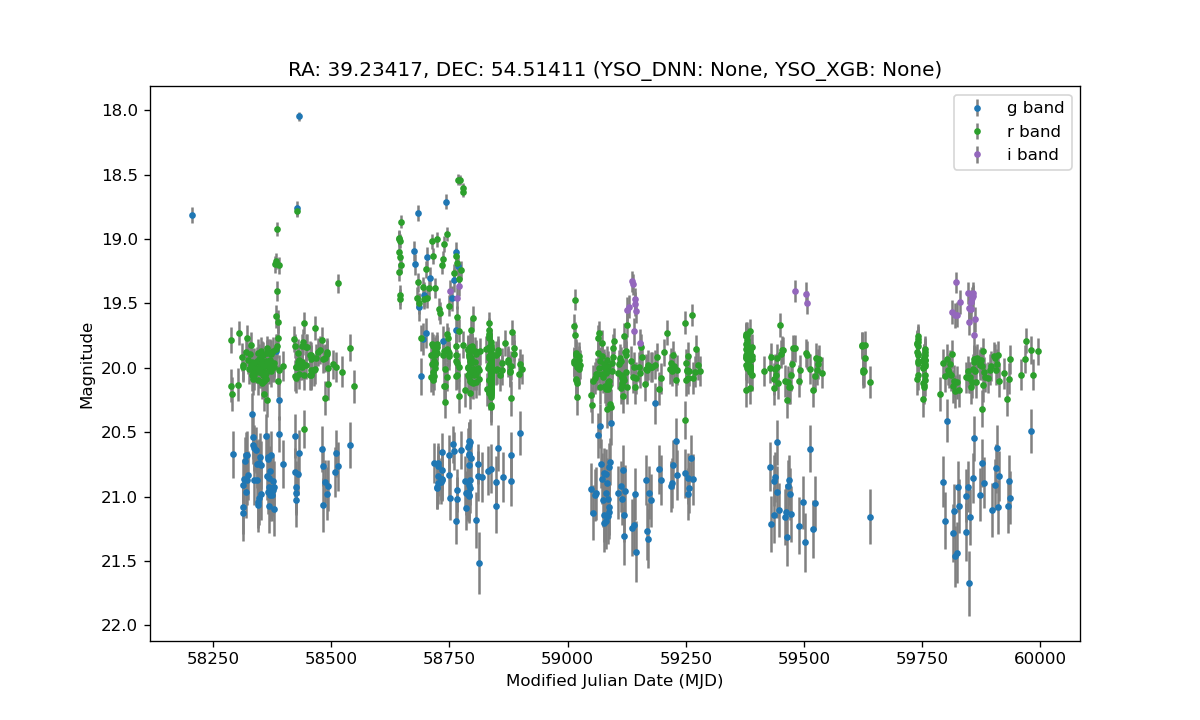 RA: 39.23417, DEC: 54.51411 (YSO_DNN: None, YSO_XGB: None)
g band
r band
i band
18.0
18.5
19.0
19.5
20.0
20.5
21.0
21.5
22.0
Magnitude
58250 58500 58750 59000 59250 59500 59750 60000
Modified Julian Date (MJD)